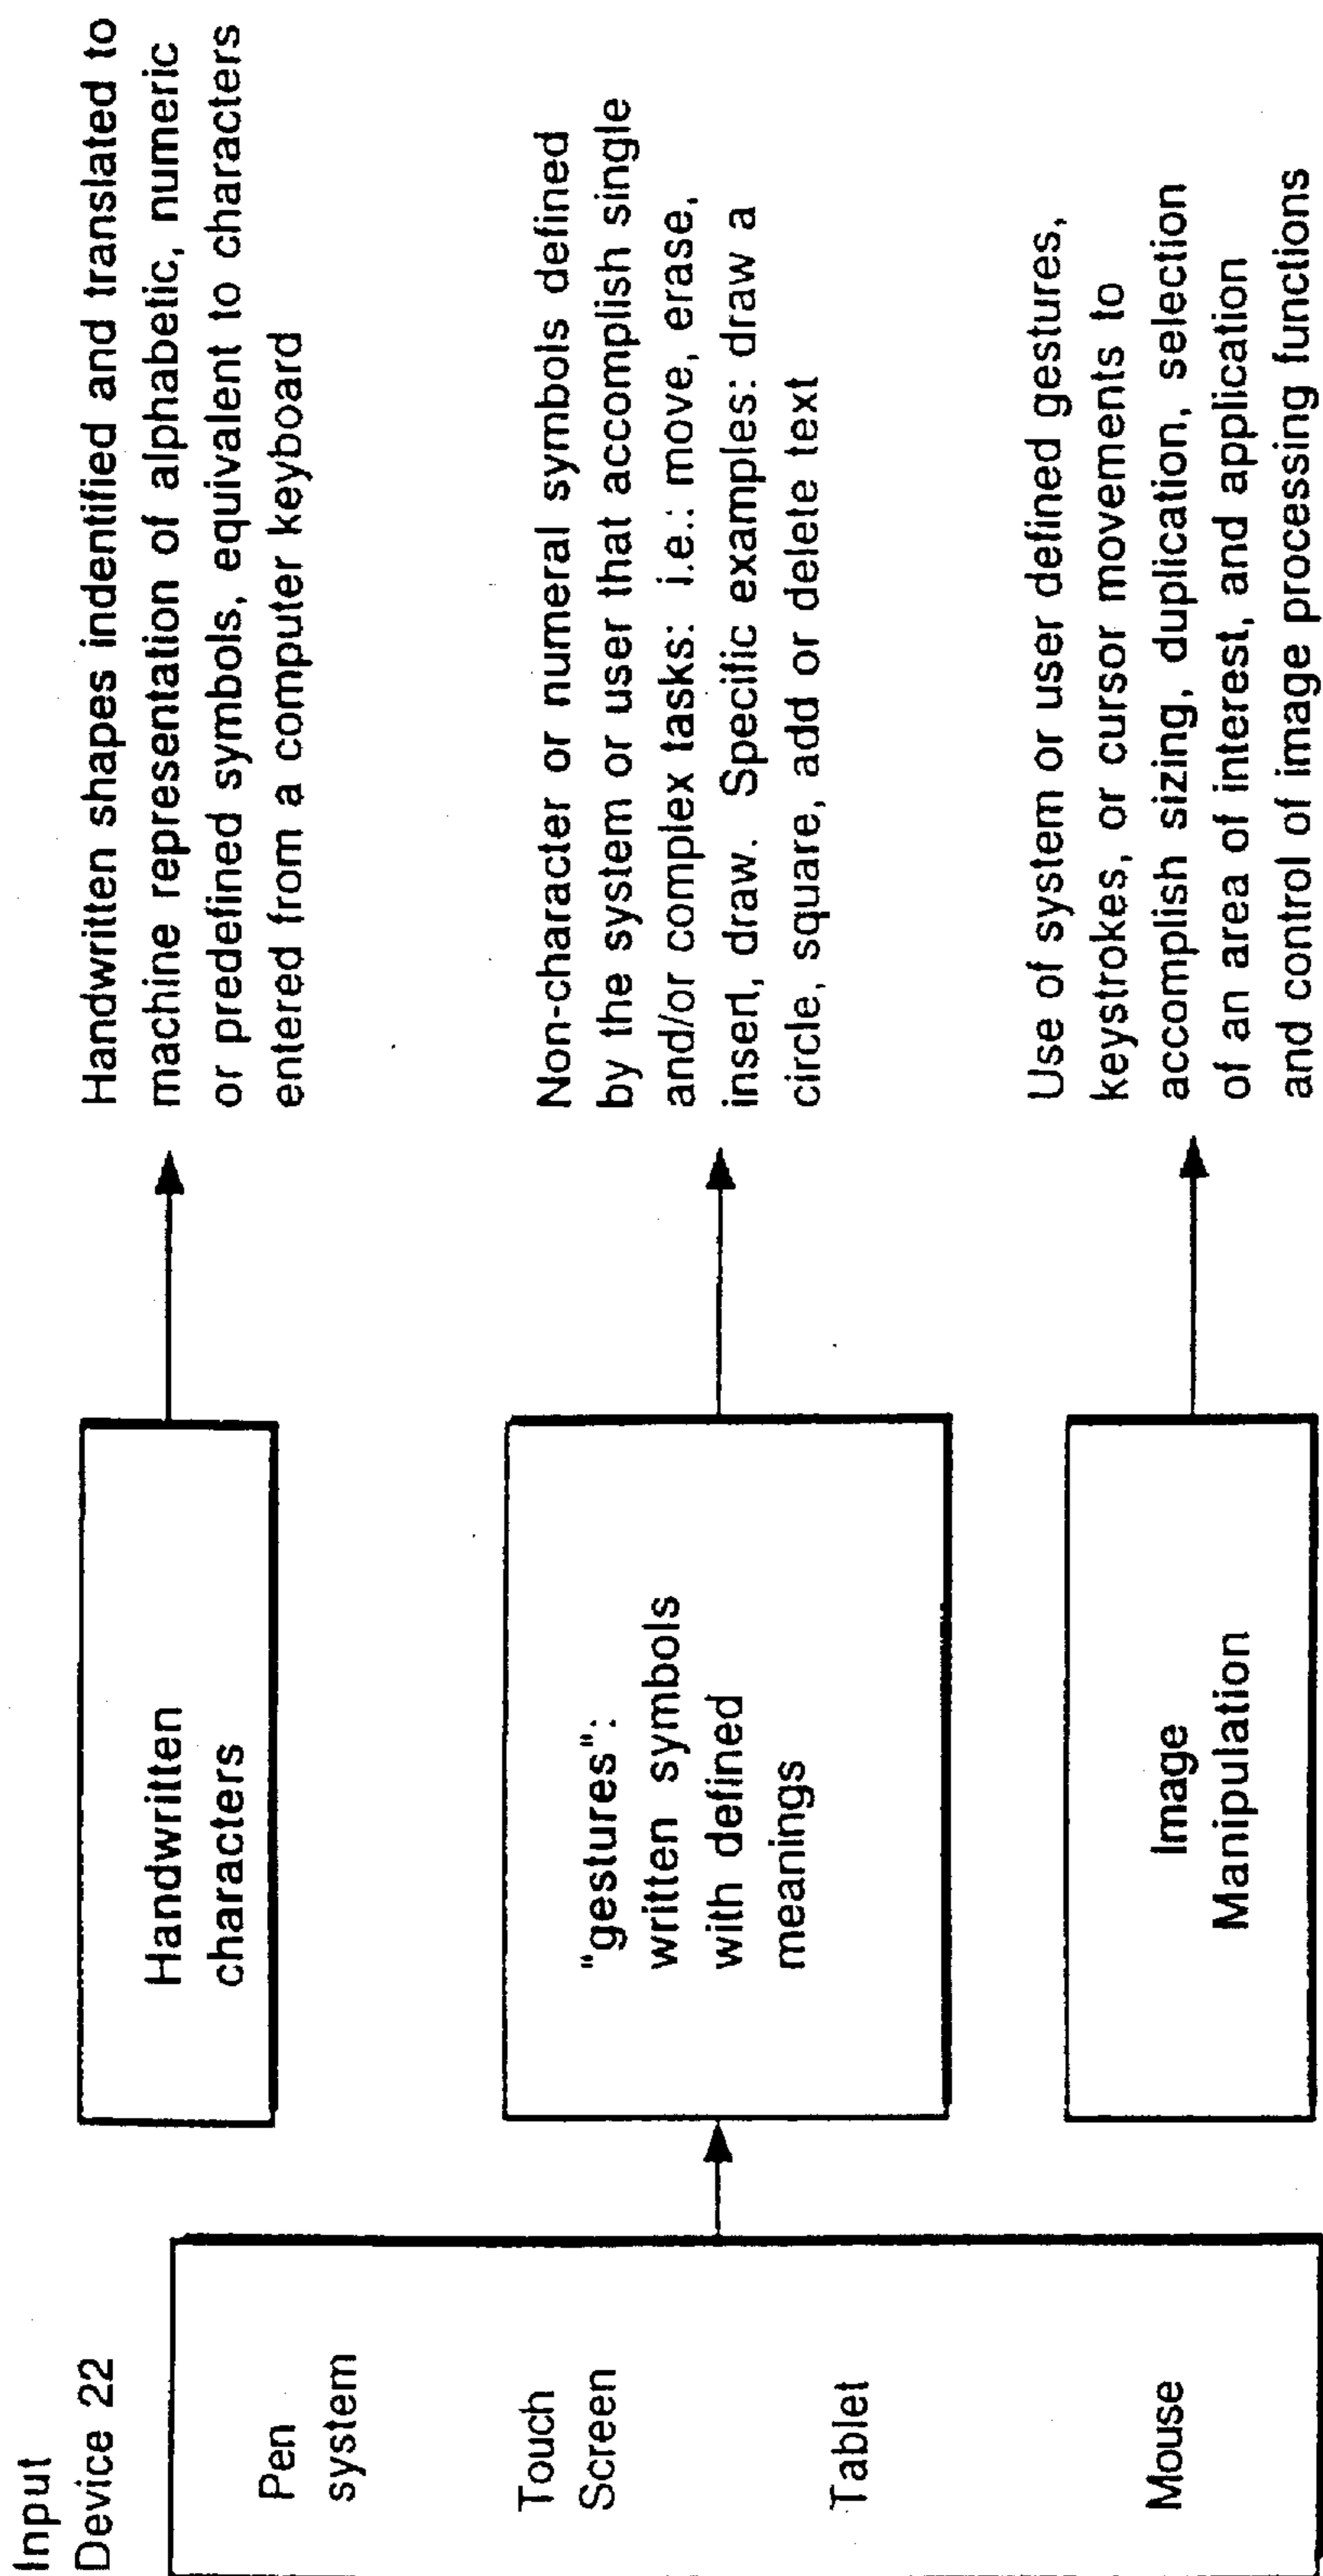 Input
Device 22
Pen
system
Touch
Screen
Tablet
Mouse
Handwritten
characters
"gestures":
written symbols
with defined
meanings
Image
Manipulation
Handwritten shapes indentified and translated to
machine representation of alphabetic, numeric
or predefined symbols, equivalent to characters
entered from a computer keyboard
Non-character or numeral symbols defined
by the system or user that accomplish single
and/or complex tasks: i.e.: move, erase,
insert, draw. Specific examples: draw a
circle, square, add or delete text
Use of system or user defined gestures,
keystrokes, or cursor movements to
accomplish sizing, duplication, selection
of an area of interest, and application
and control of image processing functions